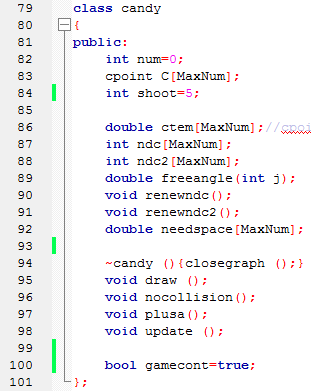 79 class candy
80 {
81 public:
82 int num=0;
83 cpoint C[MaxNum];
84 int shoot=5;
85
86 double ctem[MaxNum];//cpoi
87 int ndc[MaxNum];
88 int ndc2[MaxNum];
89 double freeangle(int j);
90 void renewndc();
91 void renewndc2();
92 double needspace[MaxNum];
93
94 ~candy (){closegraph ();}
95 void draw ();
96 void nocollision();
97 void plusa();
98 void update ();
99
100 bool gamecont=true;
101 };